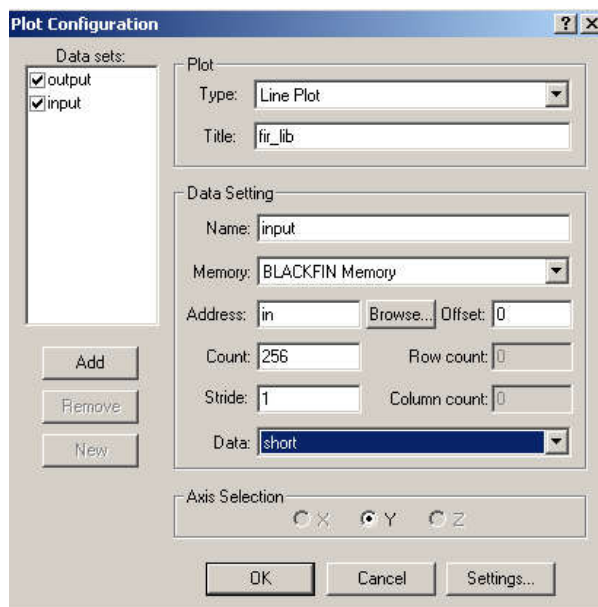 Plot Configuration
Data sets:
output
input
Add
Remove
New
Plot
Type: Line Plot
Title: fir_lib
Data Setting
Name: input
Memory: BLACKFIN Memory
Address: in Browse... Offset: 0
Count: 256 Row count: 0
Stride: 1 Column count: 0
Data: short
Axis Selection
X Y Z
OK Cancel Settings...